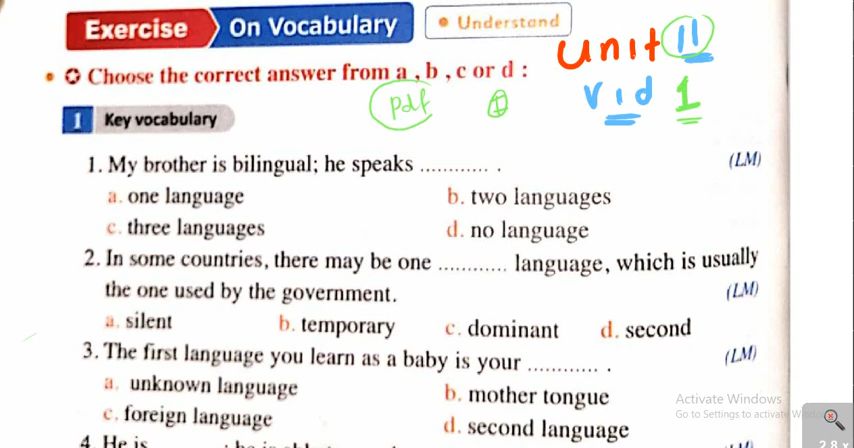 Exercise On Vocabulary • Understand
unit 11
• ✪ Choose the correct answer from a , b , c or d :
vid 1
pdf 1
1 Key vocabulary
1. My brother is bilingual; he speaks ............ . (LM)
a. one language b. two languages
c. three languages d. no language
2. In some countries, there may be one ............ language, which is usually
the one used by the government. (LM)
a. silent b. temporary c. dominant d. second
3. The first language you learn as a baby is your ............ . (LM)
a. unknown language b. mother tongue
c. foreign language d. second language
4. He is
Activate Windows
Go to Settings to activate
2.8 x